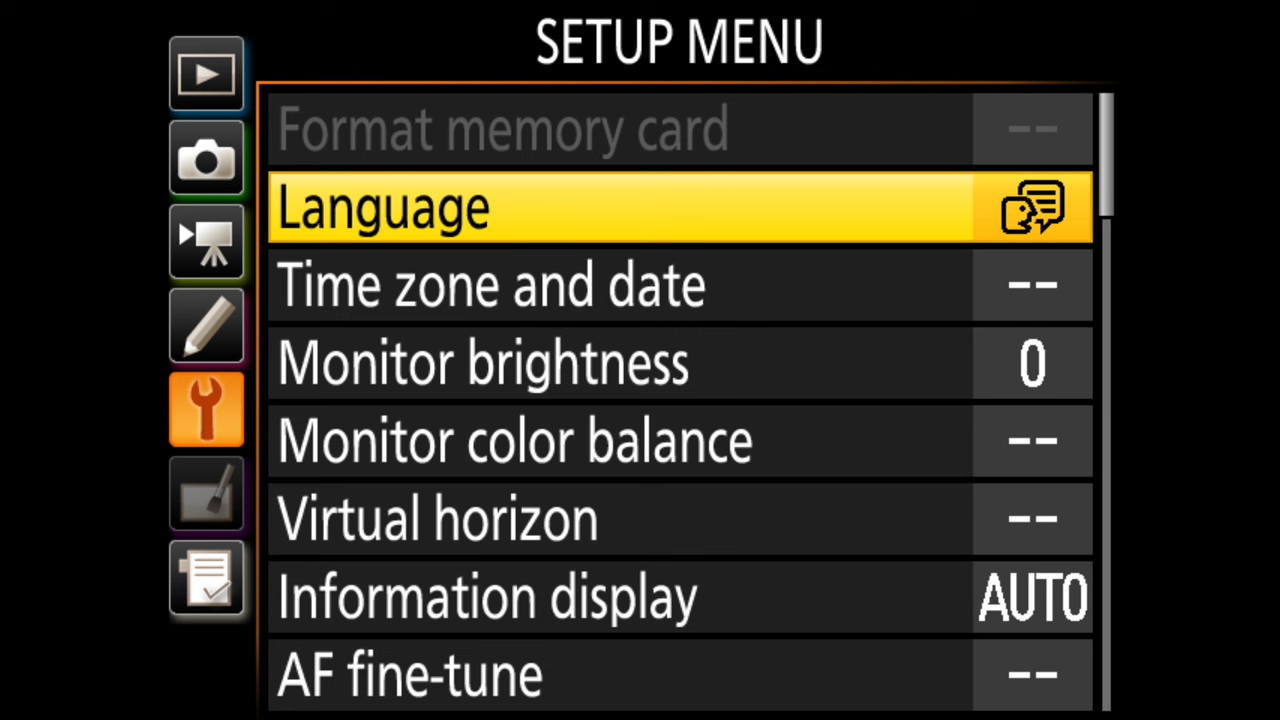 SETUP MENU
Format memory card --
Language
Time zone and date --
Monitor brightness 0
Monitor color balance --
Virtual horizon --
Information display AUTO
AF fine-tune --